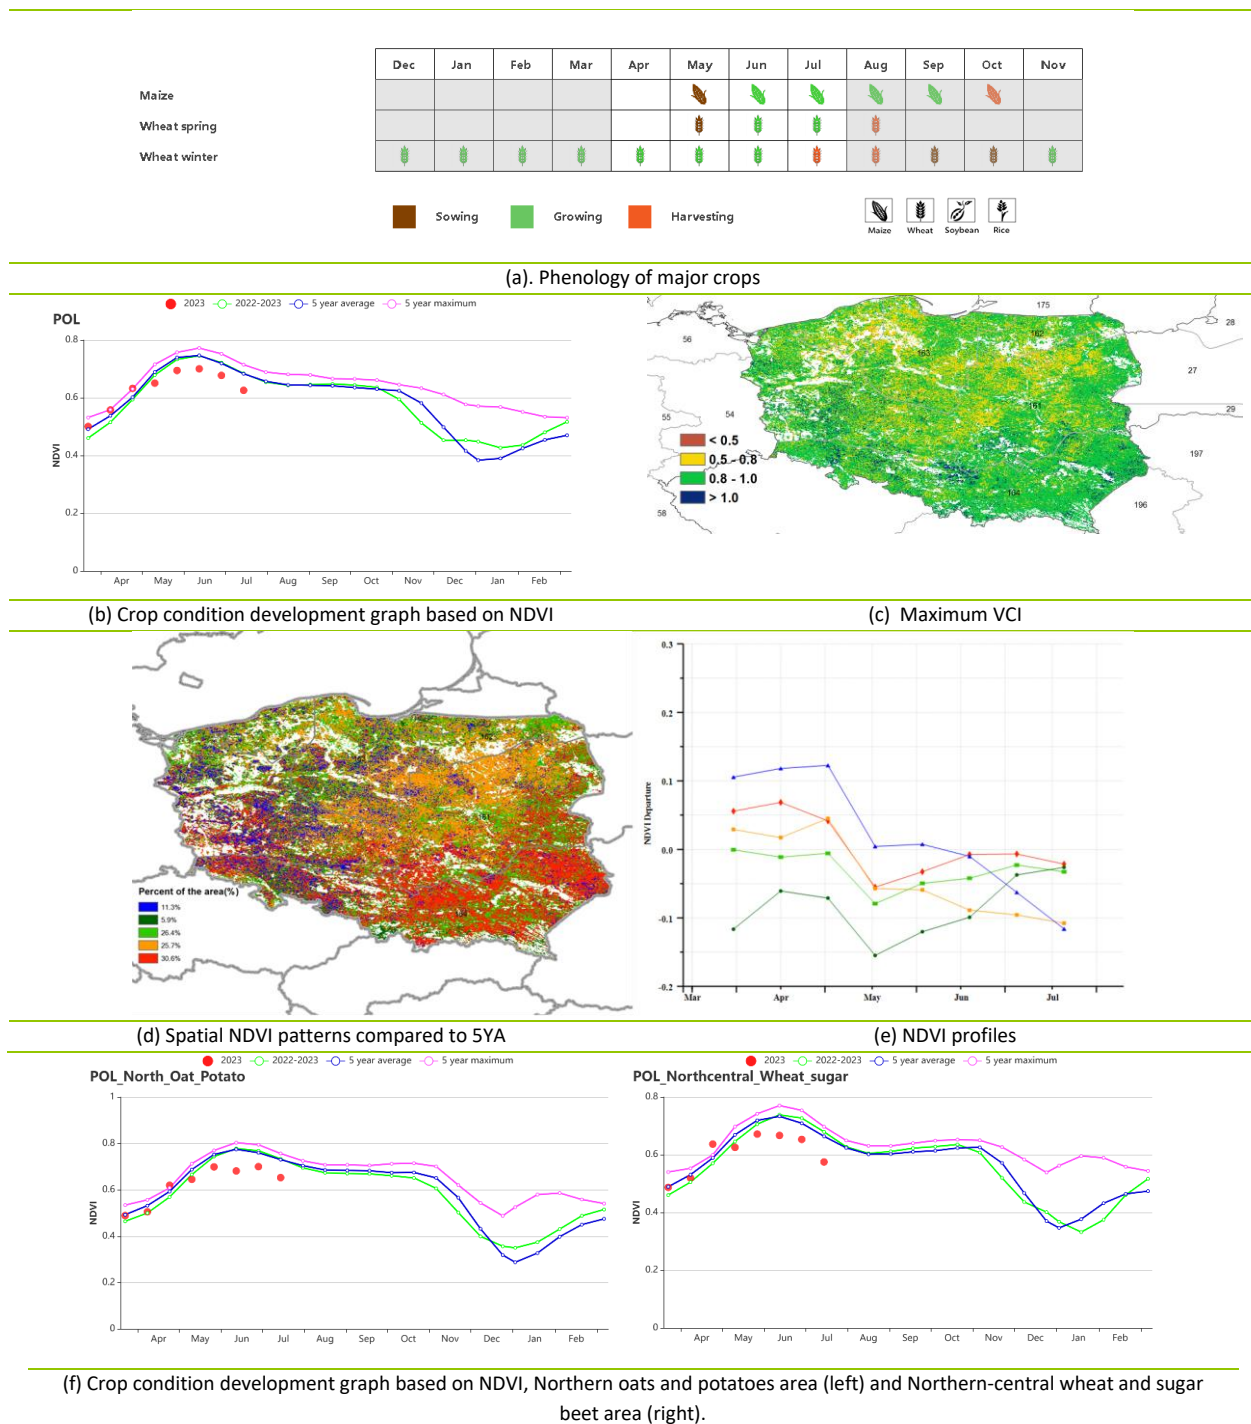 Dec Jan Feb Mar Apr May Jun Jul Aug Sep Oct Nov
Maize
Wheat spring
Wheat winter
Sowing Growing Harvesting
Maize Wheat Soybean Rice
(a). Phenology of major crops
2023 2022-2023 5 year average 5 year maximum
POL
0.8
0.6
0.4
0.2
0
NDVI
Apr May Jun Jul Aug Sep Oct Nov Dec Jan Feb
175
56
162
28
163
27
55
54
161
29
197
104
196
58
< 0.5
0.5 - 0.8
0.8 - 1.0
> 1.0
(b) Crop condition development graph based on NDVI
(c) Maximum VCI
Percent of the area(%)
11.3%
5.9%
26.4%
25.7%
30.6%
161
0.3
0.2
0.1
0.0
-0.1
-0.2
NDVI Departure
Mar Apr May Jun Jul
(d) Spatial NDVI patterns compared to 5YA
(e) NDVI profiles
2023 2022-2023 5 year average 5 year maximum
POL_North_Oat_Potato
1
0.8
0.6
0.4
0.2
0
NDVI
Apr May Jun Jul Aug Sep Oct Nov Dec Jan Feb
2023 2022-2023 5 year average 5 year maximum
POL_Northcentral_Wheat_sugar
0.8
0.6
0.4
0.2
0
NDVI
Apr May Jun Jul Aug Sep Oct Nov Dec Jan Feb
(f) Crop condition development graph based on NDVI, Northern oats and potatoes area (left) and Northern-central wheat and sugar
beet area (right).